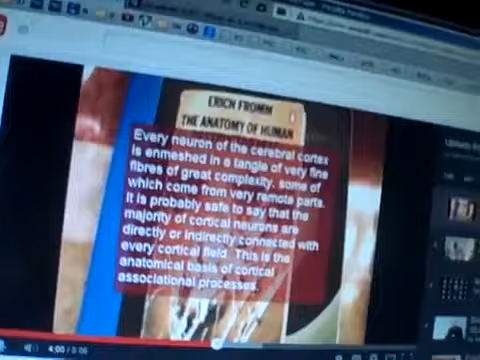 ERICH FROMM
THE ANATOMY OF HUMAN
Every neuron of the cerebral cortex
is enmeshed in a tangle of very fine
fibres of great complexity, some of
which come from very remote parts.
It is probably safe to say that the
majority of cortical neurons are
directly or indirectly connected with
every cortical field. This is the
anatomical basis of cortical
associational processes.
4:00 / 5:06